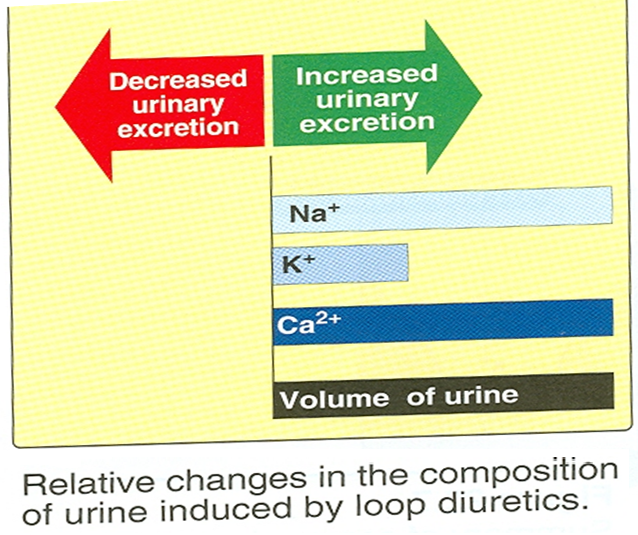 Decreased
urinary
excretion
Increased
urinary
excretion
Na⁺
K⁺
Ca²⁺
Volume of urine
Relative changes in the composition
of urine induced by loop diuretics.